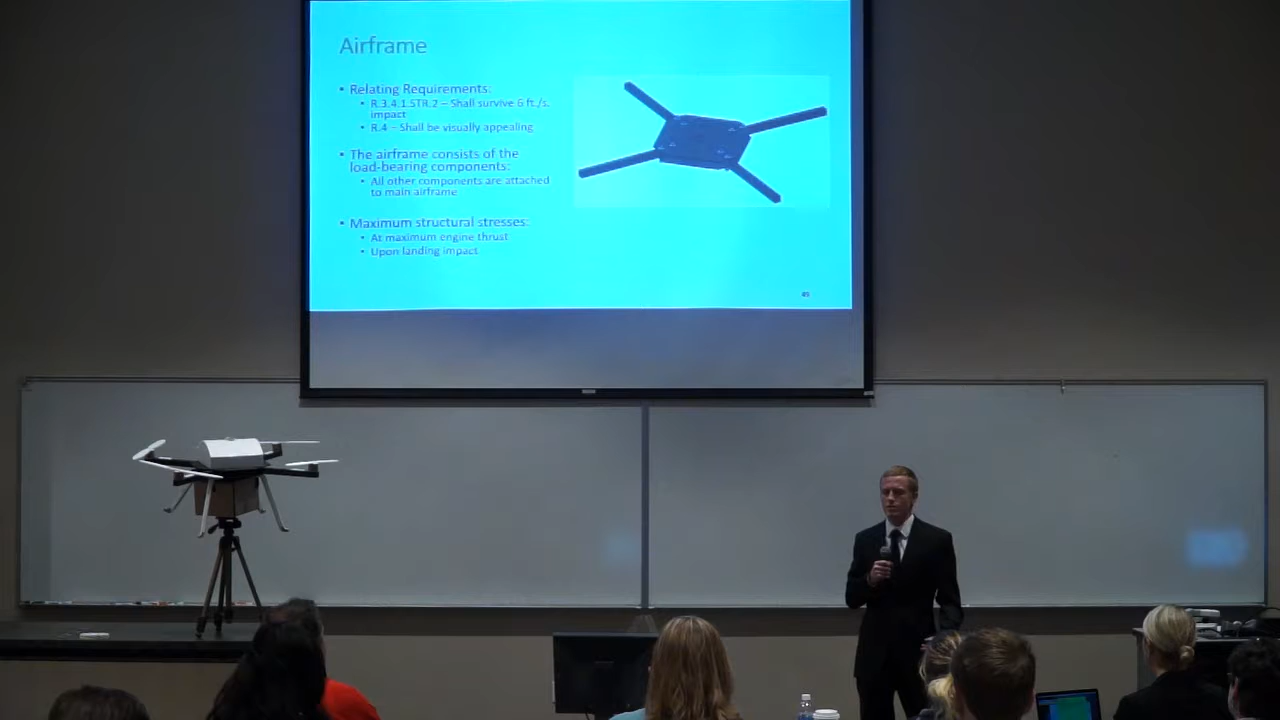 Airframe
• Relating Requirements:
• R.3.4.1.STR.2 – Shall survive 6 ft./s.
impact
• R.4 – Shall be visually appealing
• The airframe consists of the
load-bearing components:
• All other components are attached
to main airframe
• Maximum structural stresses:
• At maximum engine thrust
• Upon landing impact